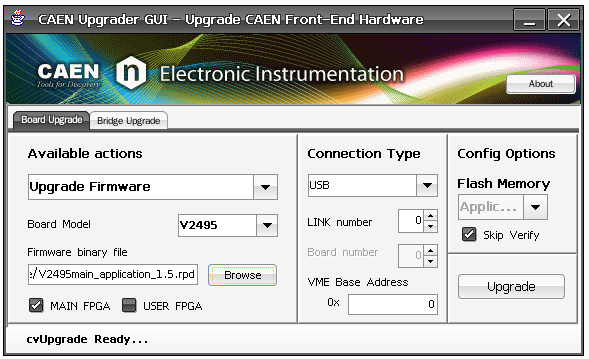 CAEN Upgrader GUI – Upgrade CAEN Front-End Hardware
CAEN n Electronic Instrumentation
Tools for Discovery
About
Board Upgrade Bridge Upgrade
Available actions
Upgrade Firmware
Board Model V2495
Firmware binary file
:/V2495main_application_1.5.rpd Browse
MAIN FPGA USER FPGA
Connection Type
USB
LINK number 0
Board number 0
VME Base Address
0x 0
Config Options
Flash Memory
Applic...
Skip Verify
Upgrade
cvUpgrade Ready...